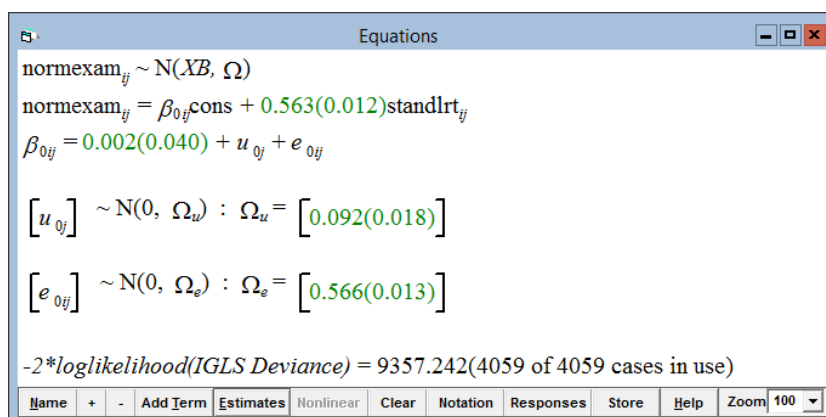 Equations
normexam_ij ~ N(XB, Ω)
normexam_ij = β_0ij cons + 0.563(0.012)standlrt_ij
β_0ij = 0.002(0.040) + u_0j + e_0ij
[u_0j] ~ N(0, Ω_u) : Ω_u = [0.092(0.018)]
[e_0ij] ~ N(0, Ω_e) : Ω_e = [0.566(0.013)]
-2*loglikelihood(IGLS Deviance) = 9357.242(4059 of 4059 cases in use)
Name + - Add Term Estimates Nonlinear Clear Notation Responses Store Help Zoom 100